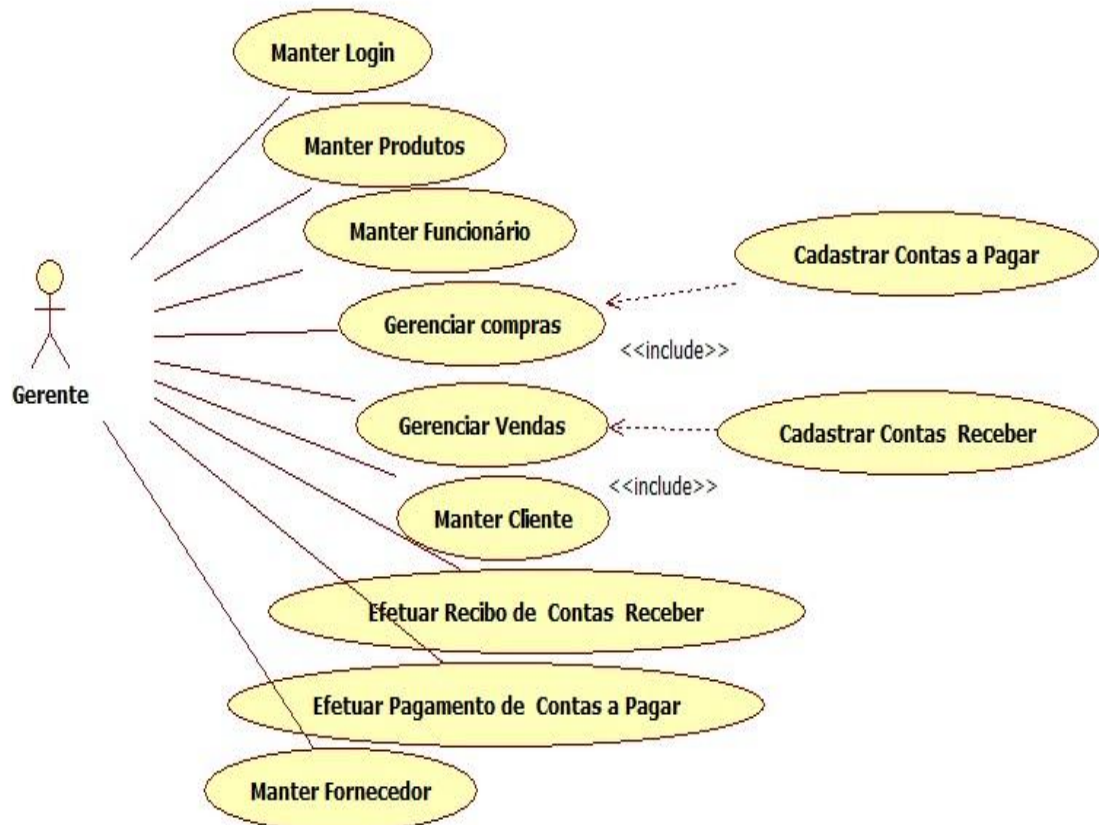 Manter Login
Manter Produtos
Manter Funcionário
Cadastrar Contas a Pagar
Gerenciar compras
<<include>>
Gerente
Gerenciar Vendas
Cadastrar Contas Receber
<<include>>
Manter Cliente
Efetuar Recibo de Contas Receber
Efetuar Pagamento de Contas a Pagar
Manter Fornecedor